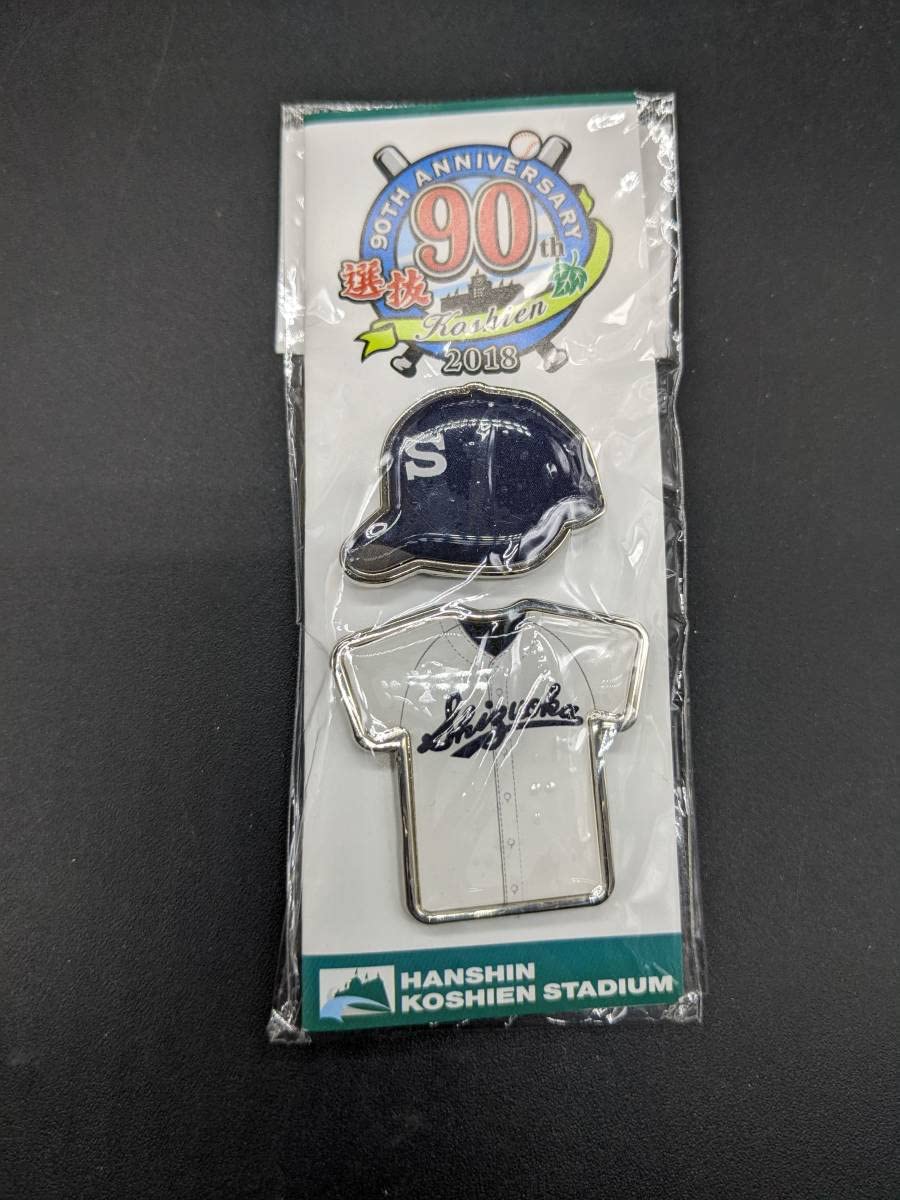 90TH ANNIVERSARY
90th
選抜
Koshien
2018
S
Shizuoka
HANSHIN
KOSHIEN STADIUM